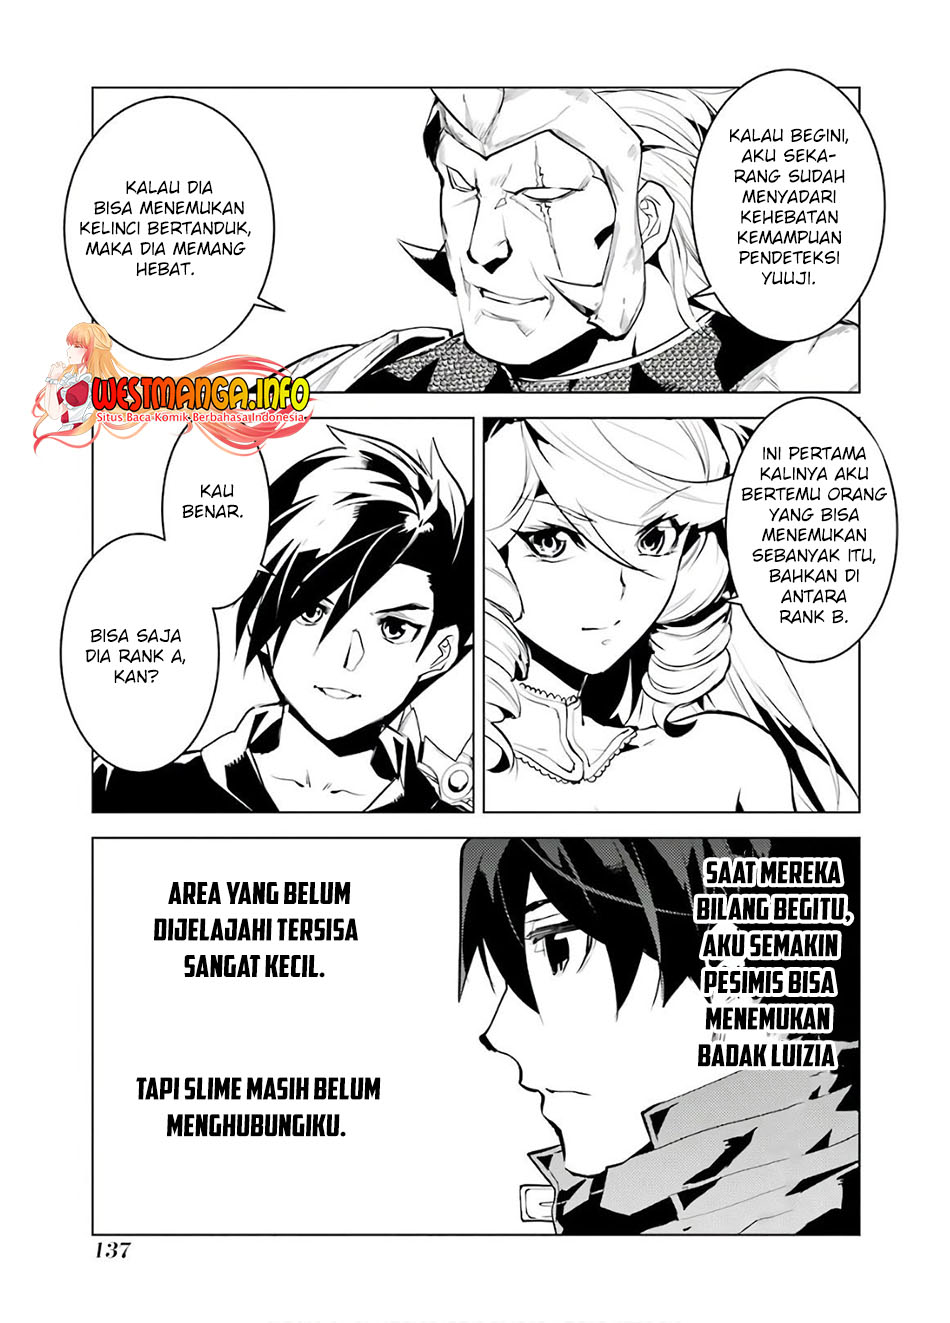 KALAU BEGINI,
AKU SEKA-
RANG SUDAH
MENYADARI
KEHEBATAN
KEMAMPUAN
PENDETEKSI
YUUJI.
KALAU DIA
BISA MENEMUKAN
KELINCI BERTANDUK,
MAKA DIA MEMANG
HEBAT.
WESTMANGA.INFO
Situs Baca Komik Berbahasa Indonesia
INI PERTAMA
KALINYA AKU
BERTEMU ORANG
YANG BISA
MENEMUKAN
SEBANYAK ITU,
BAHKAN DI
ANTARA
RANK B.
KAU
BENAR.
BISA SAJA
DIA RANK A,
KAN?
SAAT MEREKA
BILANG BEGITU,
AKU SEMAKIN
PESIMIS BISA
MENEMUKAN
BADAK LUIZIA
AREA YANG BELUM
DIJELAJAHI TERSISA
SANGAT KECIL.
TAPI SLIME MASIH BELUM
MENGHUBUNGIKU.
137